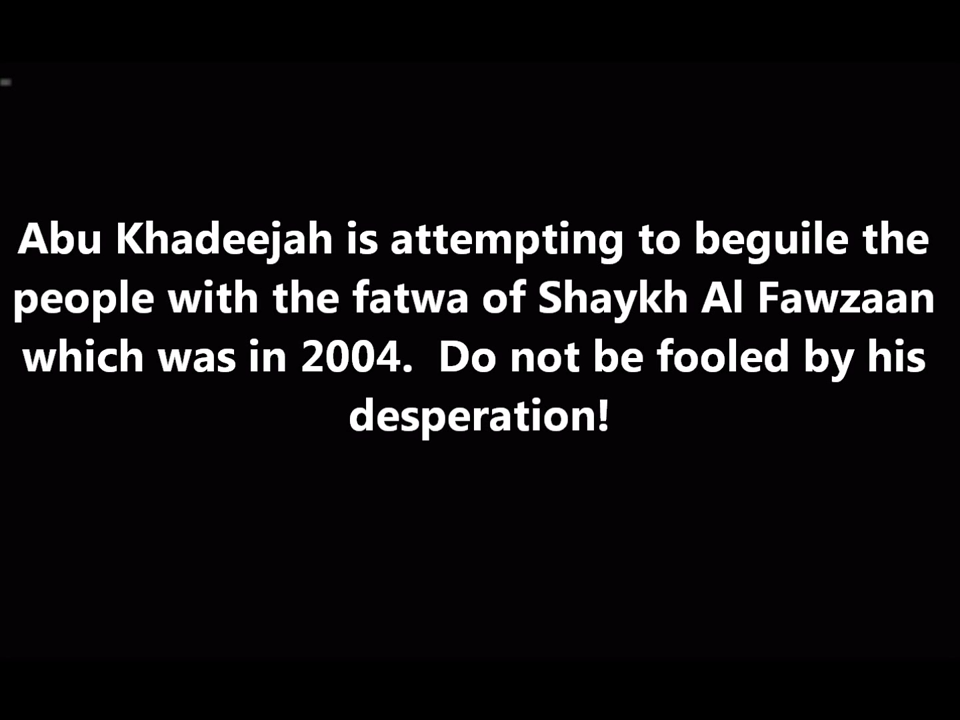 Abu Khadeejah is attempting to beguile the
people with the fatwa of Shaykh Al Fawzaan
which was in 2004.  Do not be fooled by his
desperation!